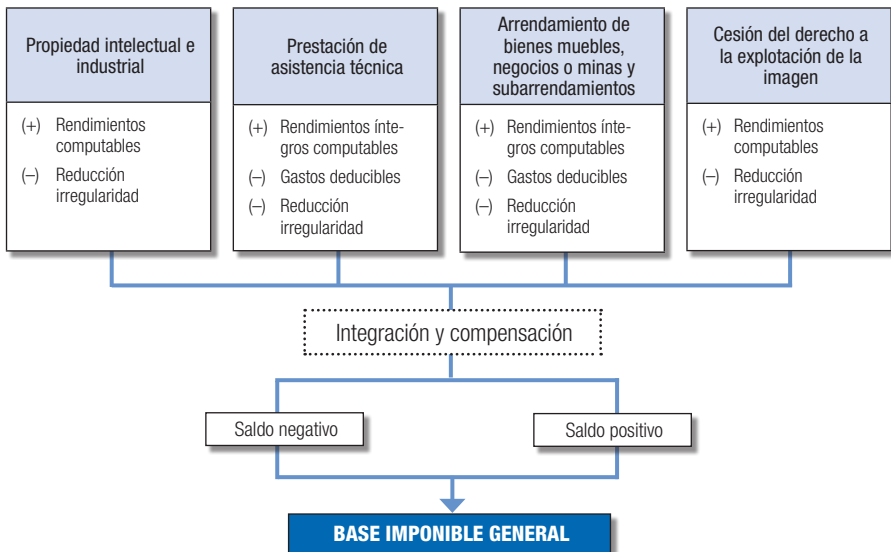 Propiedad intelectual e
industrial
(+) Rendimientos
computables
(–) Reducción
irregularidad
Prestación de
asistencia técnica
(+) Rendimientos ínte-
gros computables
(–) Gastos deducibles
(–) Reducción
irregularidad
Arrendamiento de
bienes muebles,
negocios o minas y
subarrendamientos
(+) Rendimientos ínte-
gros computables
(–) Gastos deducibles
(–) Reducción
irregularidad
Cesión del derecho a
la explotación de la
imagen
(+) Rendimientos
computables
(–) Reducción
irregularidad
Integración y compensación
Saldo negativo
Saldo positivo
BASE IMPONIBLE GENERAL